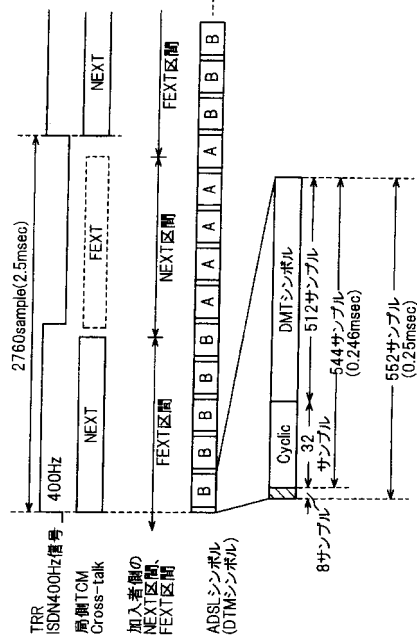 2760sample(2.5msec)
TRR
ISDN400Hz信号
400Hz
局側TCM
Cross-talk
NEXT
FEXT
NEXT
加入者側の
NEXT区間、
FEXT区間
FEXT区間
NEXT区間
FEXT区間
ADSLシンボル
(DTMシンボル)
B B B B B A A A A A B B B
Cyclic
DMTシンボル
32
サンプル
512サンプル
8サンプル
544サンプル
(0.246msec)
552サンプル
(0.25msec)